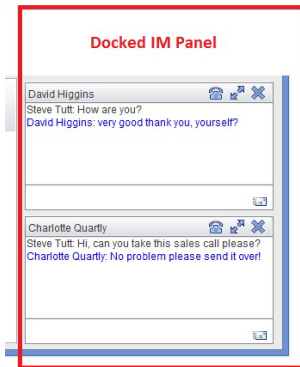 Docked IM Panel
David Higgins
Steve Tutt: How are you?
David Higgins: very good thank you, yourself?
Charlotte Quartly
Steve Tutt: Hi, can you take this sales call please?
Charlotte Quartly: No problem please send it over!